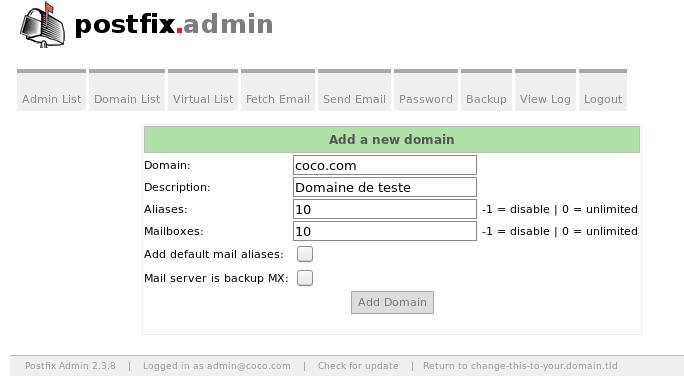 postfix.admin
Admin List Domain List Virtual List Fetch Email Send Email Password Backup View Log Logout
Add a new domain
Domain: coco.com
Description: Domaine de teste
Aliases: 10 -1 = disable | 0 = unlimited
Mailboxes: 10 -1 = disable | 0 = unlimited
Add default mail aliases:
Mail server is backup MX:
Add Domain
Postfix Admin 2.3.8 | Logged in as admin@coco.com | Check for update | Return to change-this-to-your.domain.tld